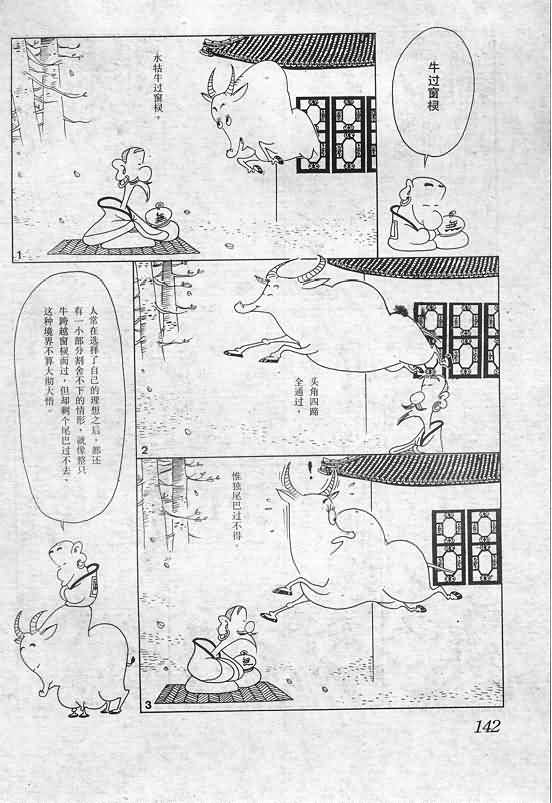 牛过窗棂
水牯牛过窗棂，
1
头角四蹄
全通过，
2
惟独尾巴过不得。
!
3
人常在选择了自己的理想之后，都还
有一小部分割舍不下的情形，就像整只
牛跨越窗棂而过，但却剩个尾巴过不去，
这种境界不算大彻大悟。
142